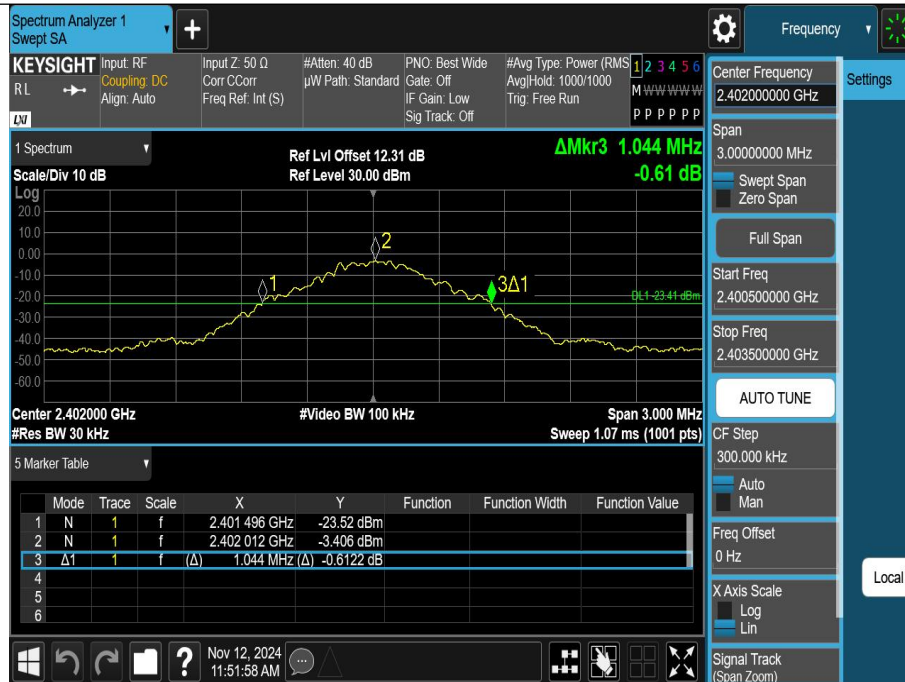 Spectrum Analyzer 1
Swept SA
+
Frequency
KEYSIGHT
RL
LXI
Input: RF
Coupling: DC
Align: Auto
Input Z: 50 Ω
Corr CCorr
Freq Ref: Int (S)
#Atten: 40 dB
µW Path: Standard
PNO: Best Wide
Gate: Off
IF Gain: Low
Sig Track: Off
#Avg Type: Power (RMS
Avg|Hold: 1000/1000
Trig: Free Run
1 2 3 4 5 6
M W W W W W
P P P P P P
1 Spectrum
Scale/Div 10 dB
Ref Lvl Offset 12.31 dB
Ref Level 30.00 dBm
ΔMkr3 1.044 MHz
-0.61 dB
Log
20.0
10.0
0.00
-10.0
-20.0
-30.0
-40.0
-50.0
-60.0
1
2
3Δ1
DL1 -23.41 dBm
Center 2.402000 GHz
#Video BW 100 kHz
Span 3.000 MHz
#Res BW 30 kHz
Sweep 1.07 ms (1001 pts)
5 Marker Table
Mode Trace Scale X Y Function Function Width Function Value
1 N 1 f 2.401 496 GHz -23.52 dBm
2 N 1 f 2.402 012 GHz -3.406 dBm
3 Δ1 1 f (Δ) 1.044 MHz (Δ) -0.6122 dB
4
5
6
?
Nov 12, 2024
11:51:58 AM
Center Frequency
2.402000000 GHz
Span
3.00000000 MHz
Swept Span
Zero Span
Full Span
Start Freq
2.400500000 GHz
Stop Freq
2.403500000 GHz
AUTO TUNE
CF Step
300.000 kHz
Auto
Man
Freq Offset
0 Hz
X Axis Scale
Log
Lin
Signal Track
(Span Zoom)
Settings
Local